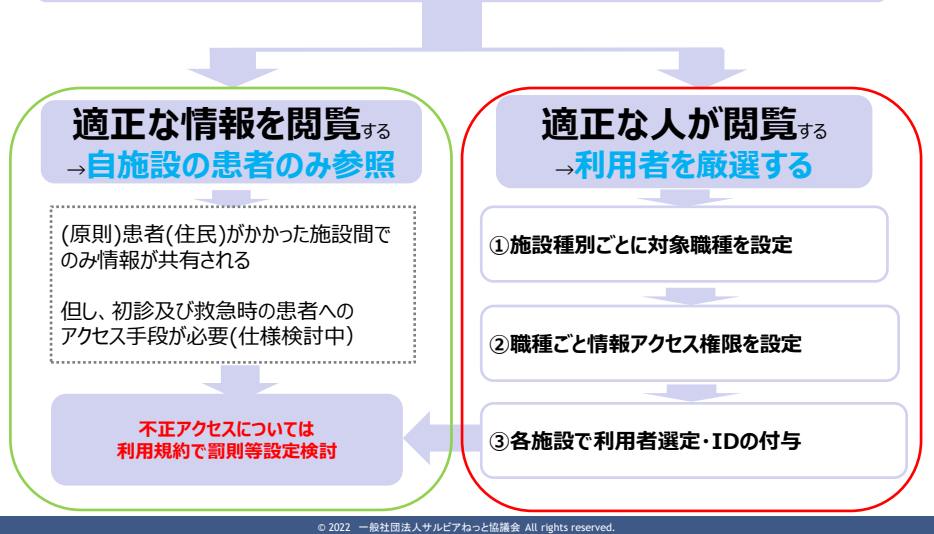 適正な情報を閲覧する
→自施設の患者のみ参照
(原則)患者(住民)がかかった施設間で
のみ情報が共有される
但し、初診及び救急時の患者への
アクセス手段が必要(仕様検討中)
不正アクセスについては
利用規約で罰則等設定検討
適正な人が閲覧する
→利用者を厳選する
①施設種別ごとに対象職種を設定
②職種ごと情報アクセス権限を設定
③各施設で利用者選定・IDの付与
© 2022 一般社団法人サルビアねっと協議会 All rights reserved.